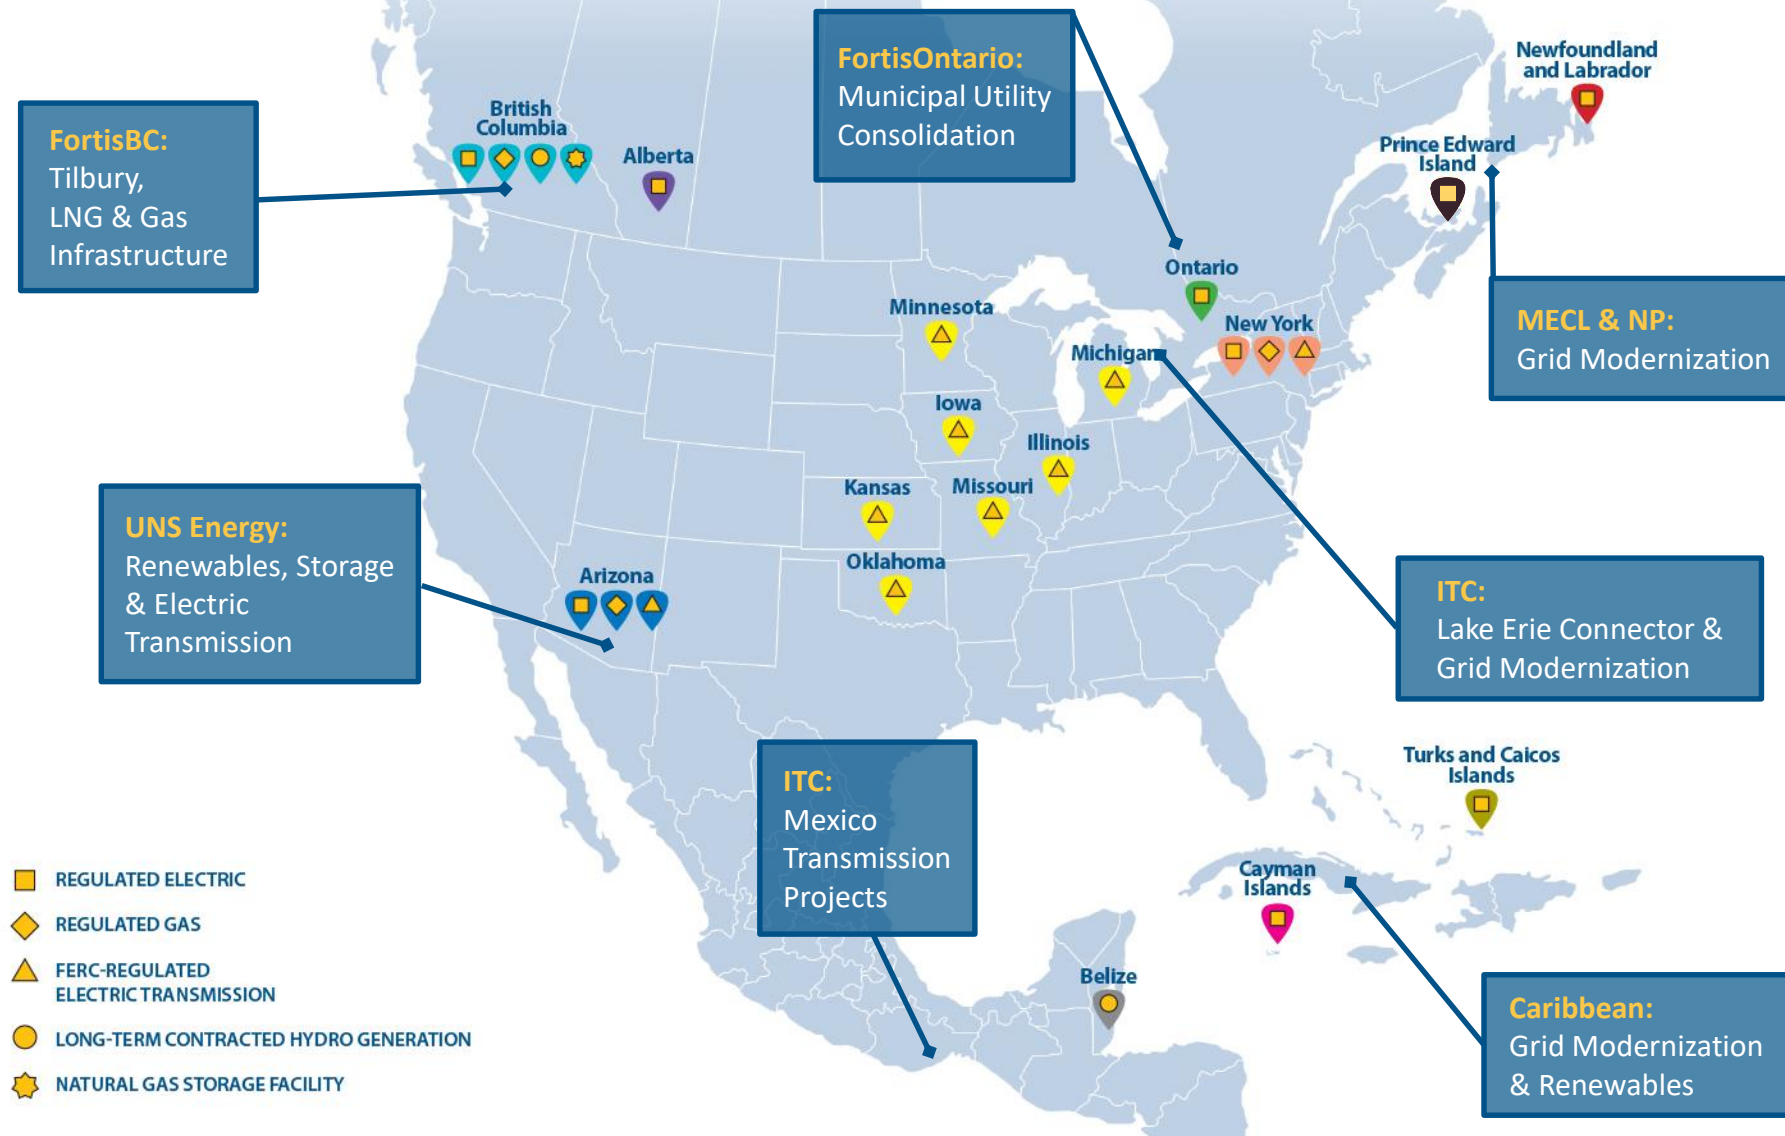 FortisOntario:
Municipal Utility
Consolidation
Newfoundland
and Labrador
FortisBC:
Tilbury,
LNG & Gas
Infrastructure
British
Columbia
Alberta
Prince Edward
Island
Ontario
Minnesota
New York
Michigan
MECL & NP:
Grid Modernization
Iowa
Illinois
Kansas
Missouri
UNS Energy:
Renewables, Storage
& Electric
Transmission
Arizona
Oklahoma
ITC:
Lake Erie Connector &
Grid Modernization
ITC:
Mexico
Transmission
Projects
Turks and Caicos
Islands
Cayman
Islands
Belize
Caribbean:
Grid Modernization
& Renewables
REGULATED ELECTRIC
REGULATED GAS
FERC-REGULATED
ELECTRIC TRANSMISSION
LONG-TERM CONTRACTED HYDRO GENERATION
NATURAL GAS STORAGE FACILITY